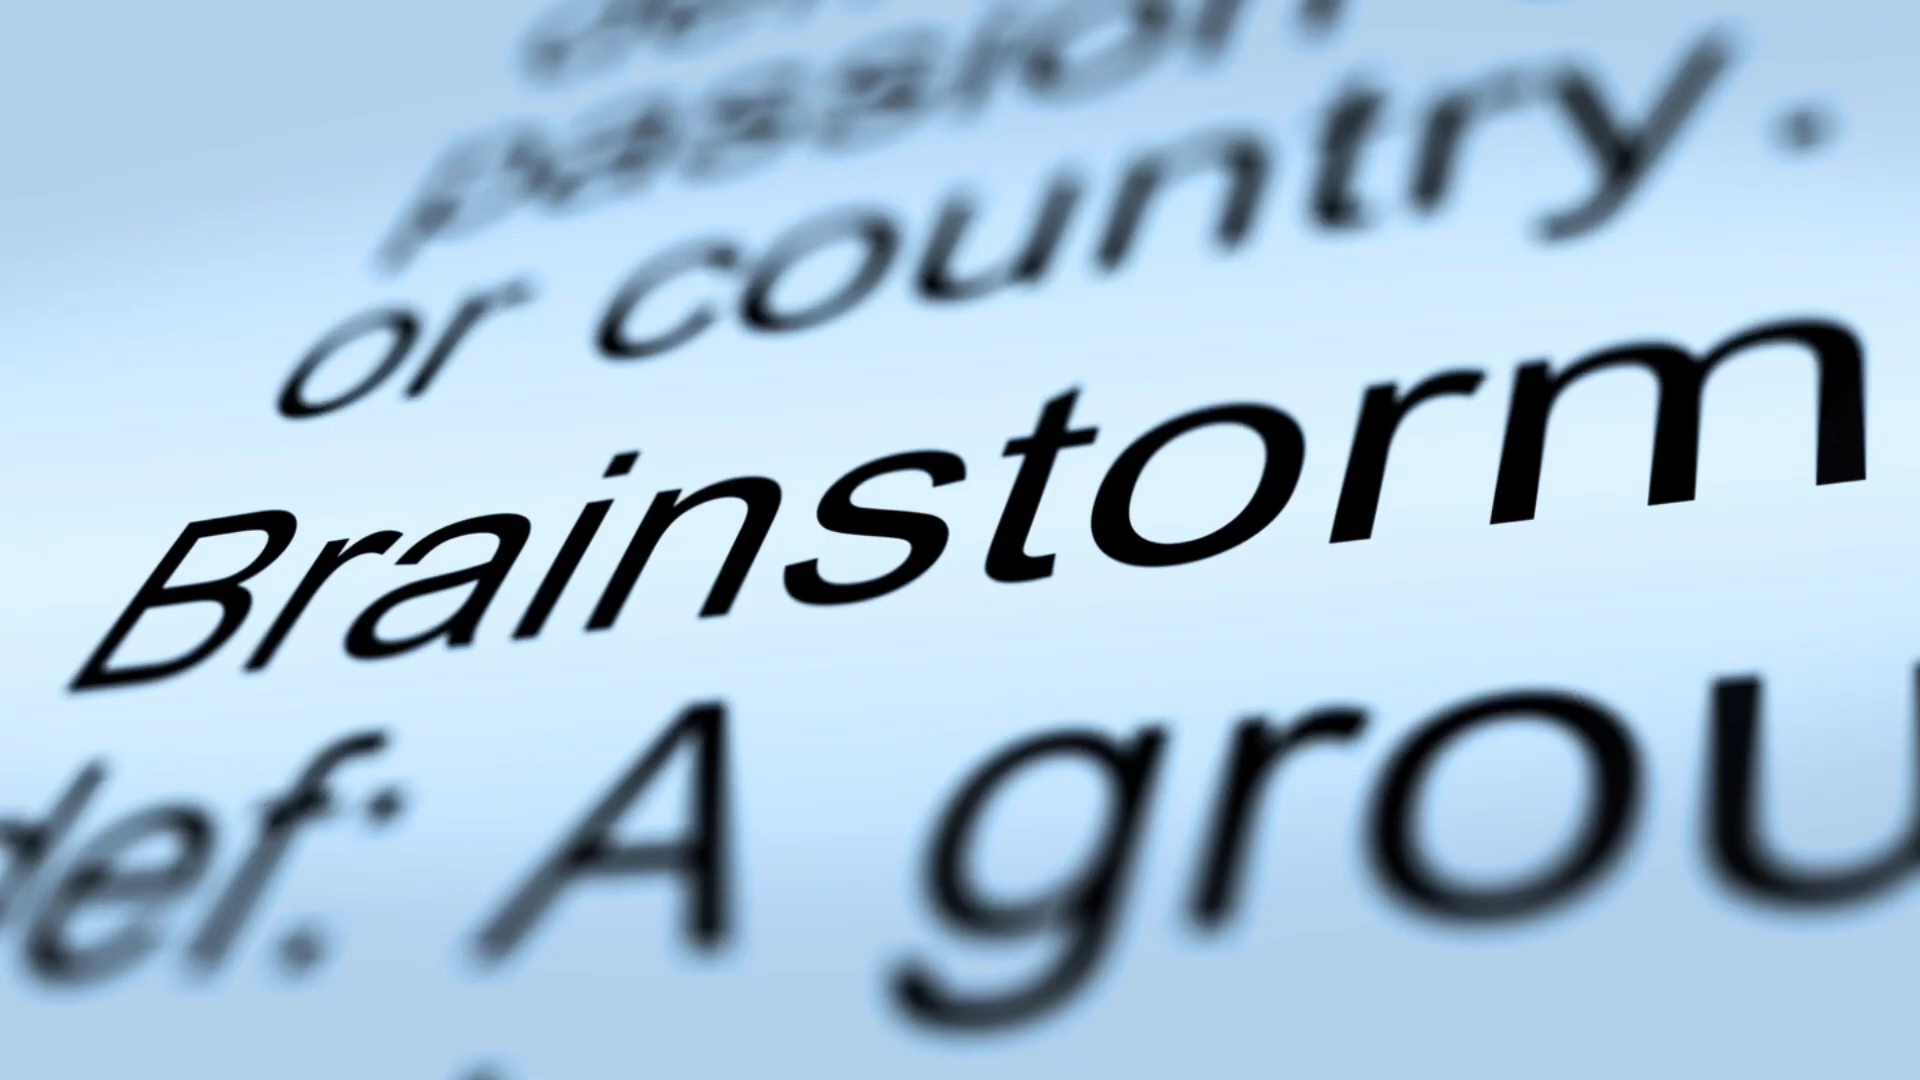 passion
or country.
Brainstorm
def: A grou